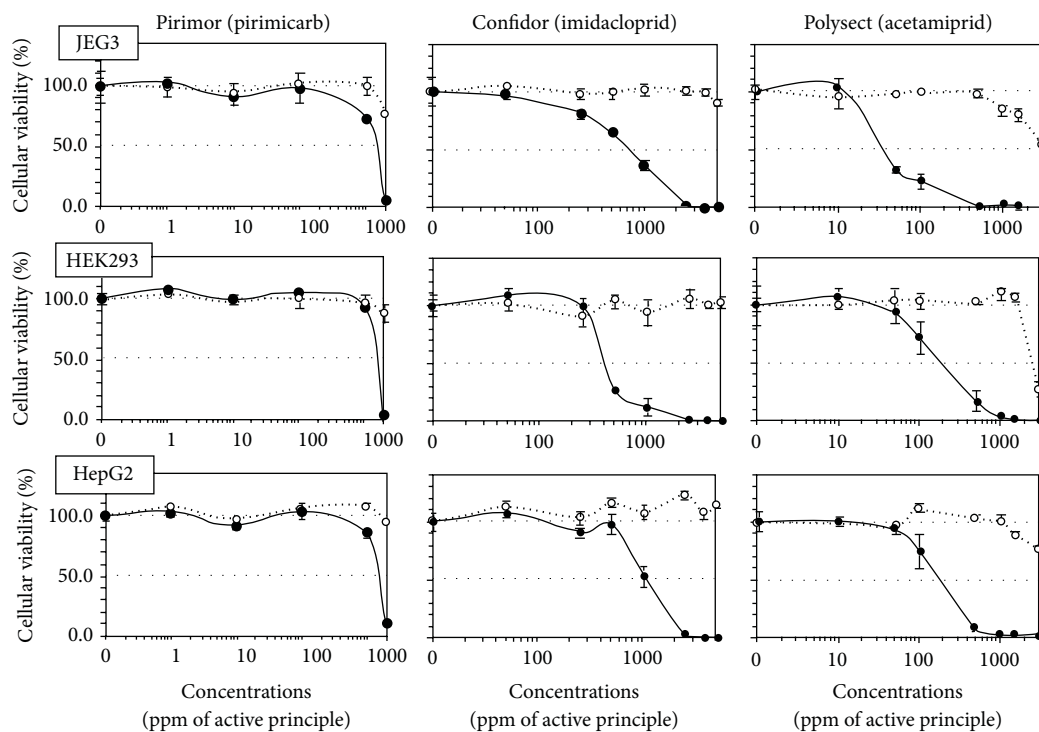 Pirimor (pirimicarb) Confidor (imidacloprid) Polysect (acetamiprid)
JEG3
Cellular viability (%)
100.0
50.0
0.0
0 1 10 100 1000
0 100 1000
0 10 100 1000
HEK293
Cellular viability (%)
100.0
50.0
0.0
0 1 10 100 1000
0 100 1000
0 10 100 1000
HepG2
Cellular viability (%)
100.0
50.0
0.0
0 1 10 100 1000
0 100 1000
0 10 100 1000
Concentrations Concentrations Concentrations
(ppm of active principle) (ppm of active principle) (ppm of active principle)